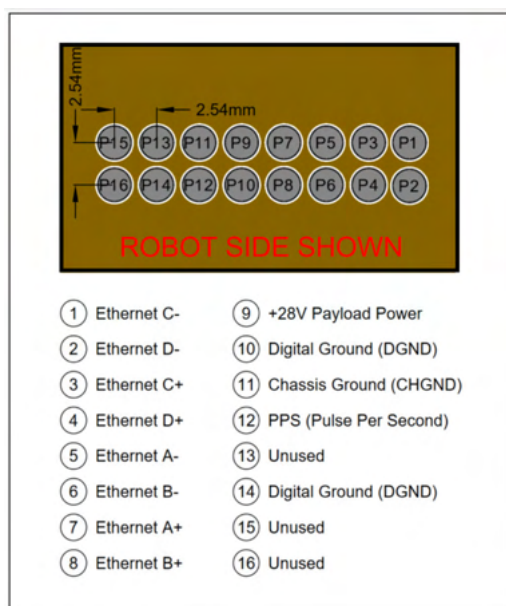 2.54mm
2.54mm
P15 P13 P11 P9 P7 P5 P3 P1
P16 P14 P12 P10 P8 P6 P4 P2
ROBOT SIDE SHOWN
1 Ethernet C-
2 Ethernet D-
3 Ethernet C+
4 Ethernet D+
5 Ethernet A-
6 Ethernet B-
7 Ethernet A+
8 Ethernet B+
9 +28V Payload Power
10 Digital Ground (DGND)
11 Chassis Ground (CHGND)
12 PPS (Pulse Per Second)
13 Unused
14 Digital Ground (DGND)
15 Unused
16 Unused